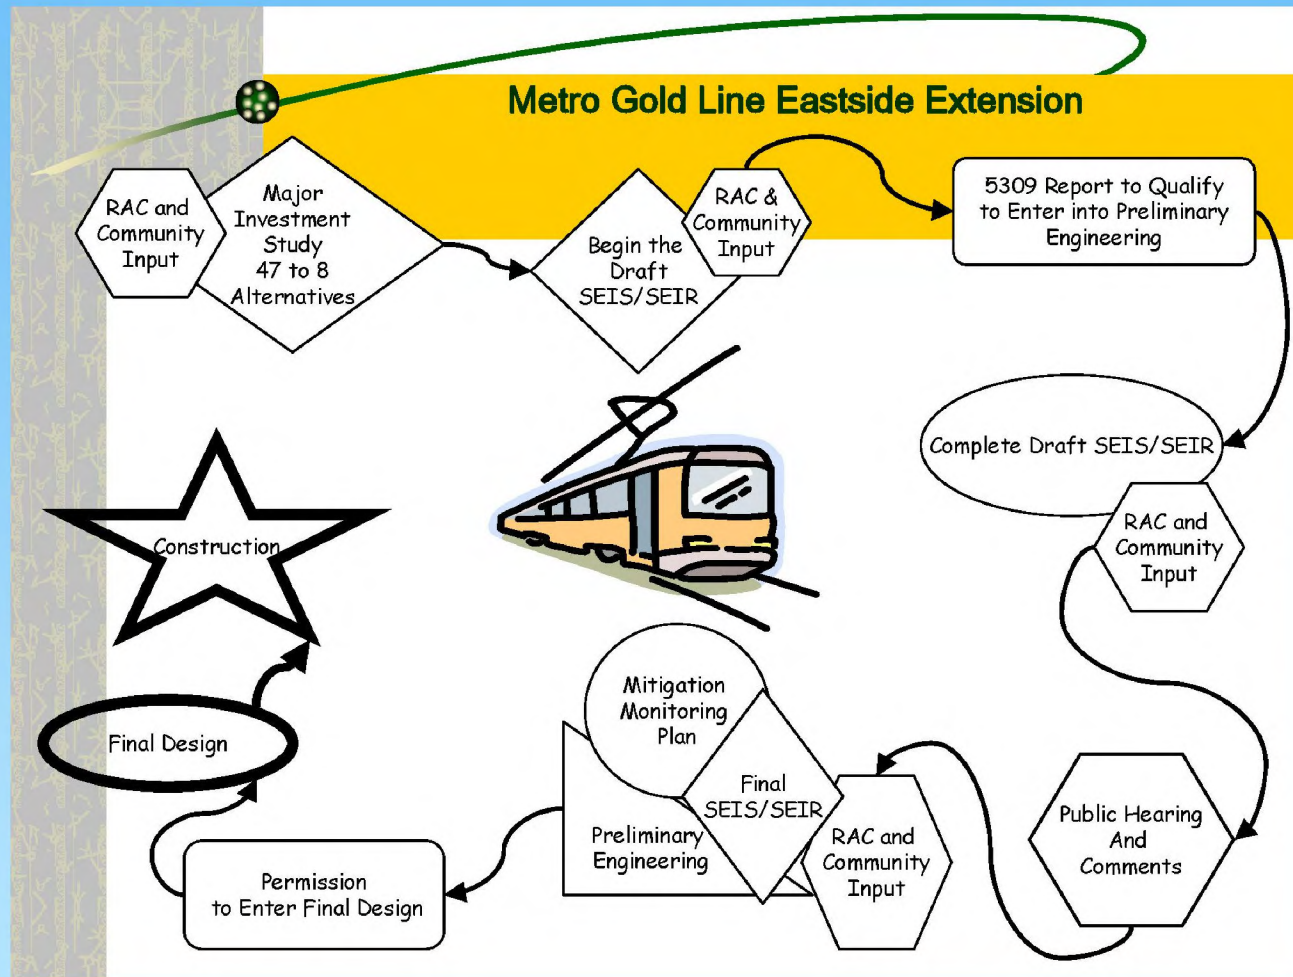 Metro Gold Line Eastside Extension
RAC and
Community
Input
Major
Investment
Study
47 to 8
Alternatives
Begin the
Draft
SEIS/SEIR
RAC &
Community
Input
5309 Report to Qualify
to Enter into Preliminary
Engineering
Complete Draft SEIS/SEIR
RAC and
Community
Input
Public Hearing
And
Comments
RAC and
Community
Input
Final
SEIS/SEIR
Mitigation
Monitoring
Plan
Preliminary
Engineering
Permission
to Enter Final Design
Final Design
Construction